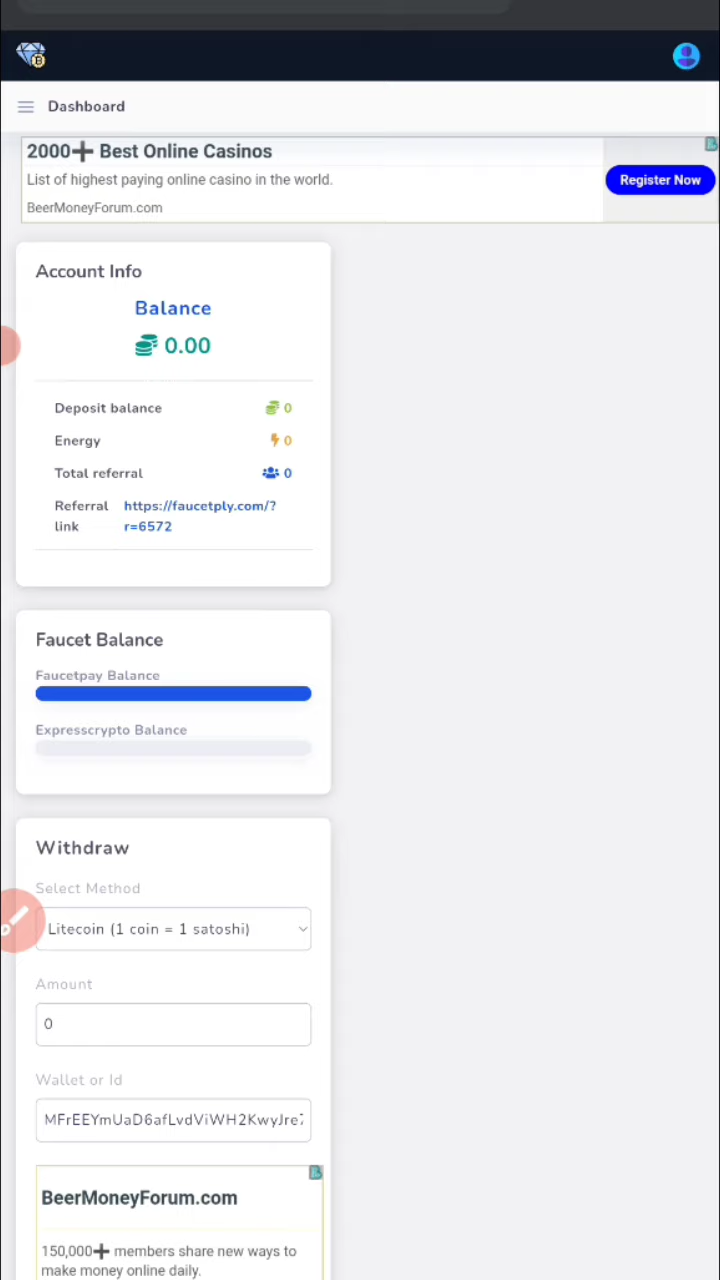 Dashboard
2000➕ Best Online Casinos
List of highest paying online casino in the world.
BeerMoneyForum.com
Register Now
Account Info
Balance
0.00
Deposit balance 0
Energy 0
Total referral 0
Referral link https://faucetply.com/?r=6572
Faucet Balance
Faucetpay Balance
Expresscrypto Balance
Withdraw
Select Method
Litecoin (1 coin = 1 satoshi)
Amount
0
Wallet or Id
MFrEEYmUaD6afLvdViWH2KwyJre7
BeerMoneyForum.com
150,000➕ members share new ways to
make money online daily.